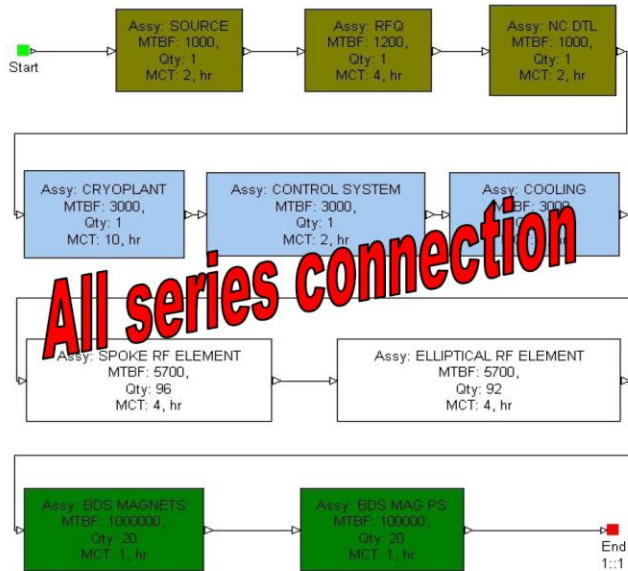 Start
Assy: SOURCE
MTBF: 1000,
Qty: 1
MCT: 2, hr
Assy: RFQ
MTBF: 1200,
Qty: 1
MCT: 4, hr
Assy: NC DTL
MTBF: 1000,
Qty: 1
MCT: 2, hr
Assy: CRYOPLANT
MTBF: 3000,
Qty: 1
MCT: 10, hr
Assy: CONTROL SYSTEM
MTBF: 3000,
Qty: 1
MCT: 2, hr
Assy: COOLING
MTBF: 3000
hr
All series connection
Assy: SPOKE RF ELEMENT
MTBF: 5700,
Qty: 96
MCT: 4, hr
Assy: ELLIPTICAL RF ELEMENT
MTBF: 5700,
Qty: 92
MCT: 4, hr
Assy: BDS MAGNETS
MTBF: 1000000,
Qty: 20
MCT: 1, hr
Assy: BDS MAG PS
MTBF: 100000,
Qty: 20
MCT: 1, hr
End
1::1